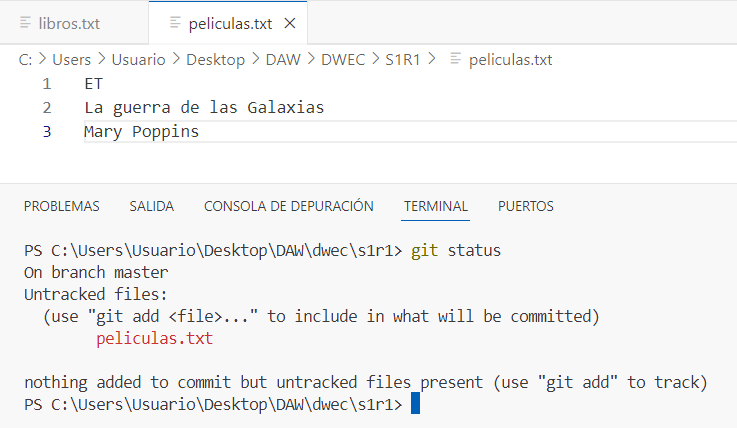 libros.txt peliculas.txt
C: > Users > Usuario > Desktop > DAW > DWEC > S1R1 > peliculas.txt
1 ET
2 La guerra de las Galaxias
3 Mary Poppins
PROBLEMAS SALIDA CONSOLA DE DEPURACIÓN TERMINAL PUERTOS
PS C:\Users\Usuario\Desktop\DAW\dwec\s1r1> git status
On branch master
Untracked files:
(use "git add <file>..." to include in what will be committed)
peliculas.txt
nothing added to commit but untracked files present (use "git add" to track)
PS C:\Users\Usuario\Desktop\DAW\dwec\s1r1>